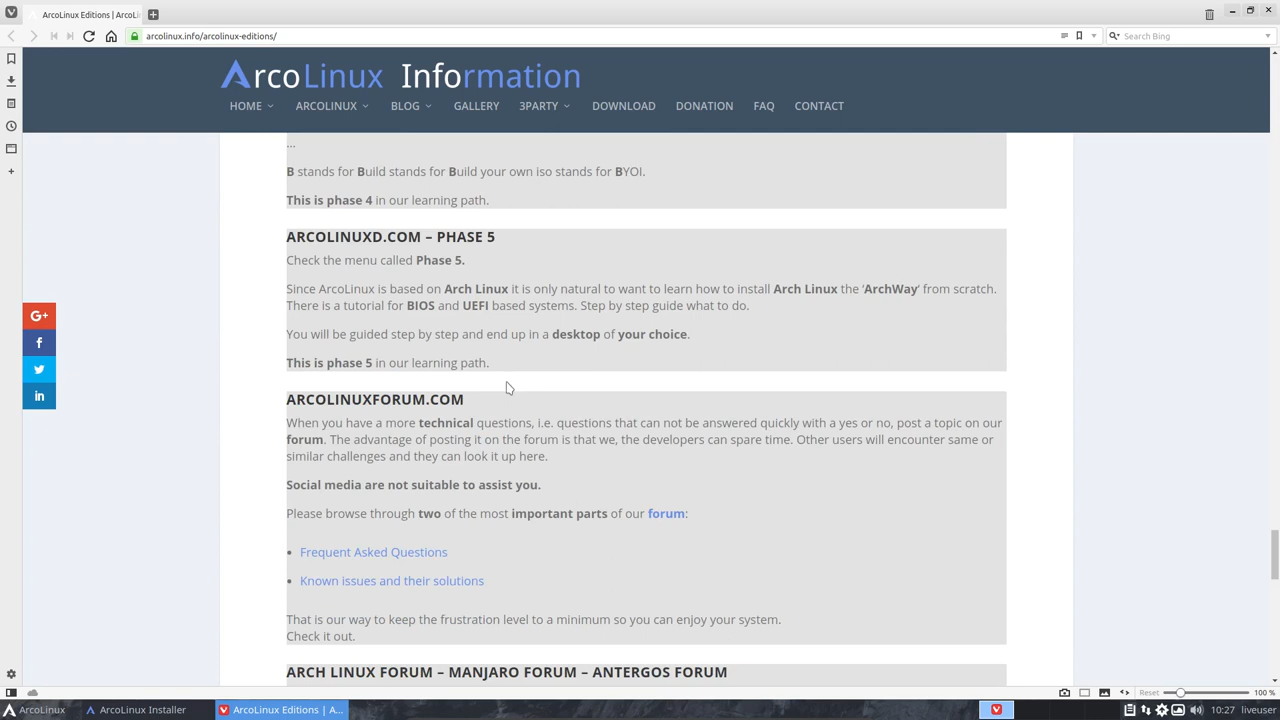 ArcoLinux Editions | ArcoLi
arcolinux.info/arcolinux-editions/
Search Bing
ArcoLinux Information
HOME ARCOLINUX BLOG GALLERY 3PARTY DOWNLOAD DONATION FAQ CONTACT
...
B stands for Build stands for Build your own iso stands for BYOI.
This is phase 4 in our learning path.
ARCOLINUXD.COM – PHASE 5
Check the menu called Phase 5.
Since ArcoLinux is based on Arch Linux it is only natural to want to learn how to install Arch Linux the ‘ArchWay‘ from scratch.
There is a tutorial for BIOS and UEFI based systems. Step by step guide what to do.
You will be guided step by step and end up in a desktop of your choice.
This is phase 5 in our learning path.
G+
f
in
ARCOLINUXFORUM.COM
When you have a more technical questions, i.e. questions that can not be answered quickly with a yes or no, post a topic on our
forum. The advantage of posting it on the forum is that we, the developers can spare time. Other users will encounter same or
similar challenges and they can look it up here.
Social media are not suitable to assist you.
Please browse through two of the most important parts of our forum:
• Frequent Asked Questions
• Known issues and their solutions
That is our way to keep the frustration level to a minimum so you can enjoy your system.
Check it out.
ARCH LINUX FORUM – MANJARO FORUM – ANTERGOS FORUM
Reset 100 %
ArcoLinux ArcoLinux Installer ArcoLinux Editions | A... 10:27 liveuser